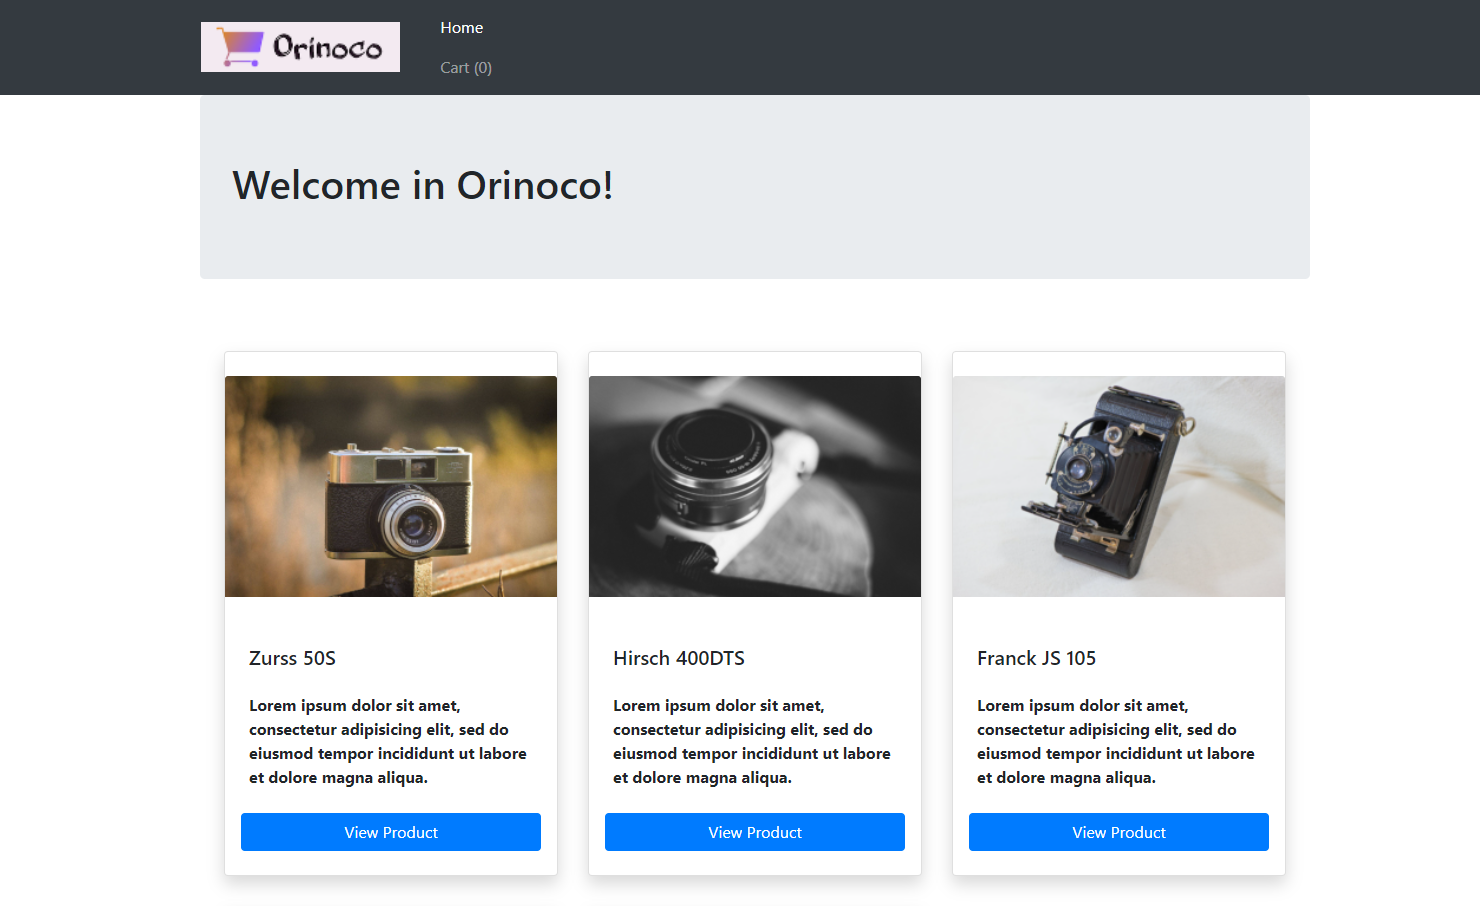 Orinoco
Home
Cart (0)
Welcome in Orinoco!
Zurss 50S
Lorem ipsum dolor sit amet,
consectetur adipisicing elit, sed do
eiusmod tempor incididunt ut labore
et dolore magna aliqua.
View Product
Hirsch 400DTS
Lorem ipsum dolor sit amet,
consectetur adipisicing elit, sed do
eiusmod tempor incididunt ut labore
et dolore magna aliqua.
View Product
Franck JS 105
Lorem ipsum dolor sit amet,
consectetur adipisicing elit, sed do
eiusmod tempor incididunt ut labore
et dolore magna aliqua.
View Product